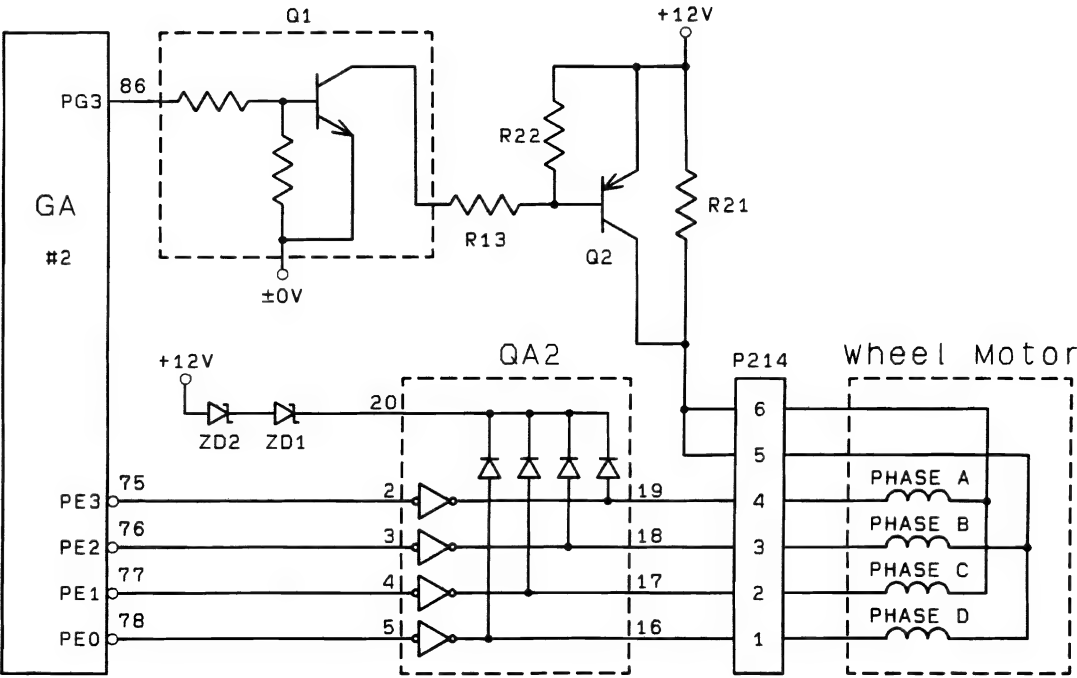 Q1
+12V
86
PG3
R22
GA
R21
#2
R13
Q2
±0V
QA2
Wheel Motor
+12V
P214
20
6
ZD2
ZD1
5
PHASE A
75
2
19
4
PE3
PHASE B
76
3
18
3
PE2
PHASE C
77
4
17
2
PE1
PHASE D
78
5
16
1
PE0